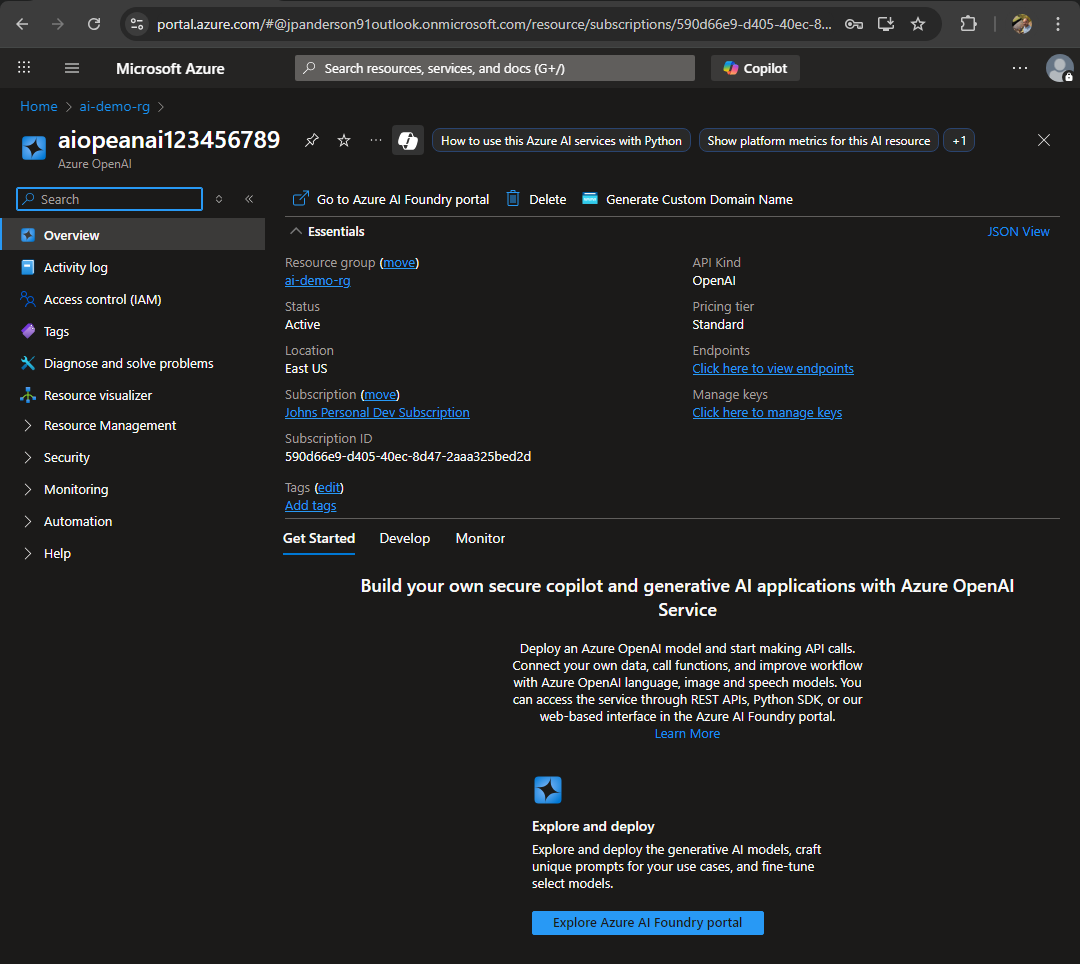 portal.azure.com/#@jpanderson91outlook.onmicrosoft.com/resource/subscriptions/590d66e9-d405-40ec-8...
Microsoft Azure
Search resources, services, and docs (G+/)
Copilot
Home > ai-demo-rg >
aiopeanai123456789
How to use this Azure AI services with Python
Show platform metrics for this AI resource
+1
Azure OpenAI
Search
Overview
Activity log
Access control (IAM)
Tags
Diagnose and solve problems
Resource visualizer
Resource Management
Security
Monitoring
Automation
Help
Go to Azure AI Foundry portal
Delete
Generate Custom Domain Name
Essentials
JSON View
Resource group (move)
ai-demo-rg
Status
Active
Location
East US
Subscription (move)
Johns Personal Dev Subscription
Subscription ID
590d66e9-d405-40ec-8d47-2aaa325bed2d
Tags (edit)
Add tags
API Kind
OpenAI
Pricing tier
Standard
Endpoints
Click here to view endpoints
Manage keys
Click here to manage keys
Get Started
Develop
Monitor
Build your own secure copilot and generative AI applications with Azure OpenAI
Service
Deploy an Azure OpenAI model and start making API calls.
Connect your own data, call functions, and improve workflow
with Azure OpenAI language, image and speech models. You
can access the service through REST APIs, Python SDK, or our
web-based interface in the Azure AI Foundry portal.
Learn More
Explore and deploy
Explore and deploy the generative AI models, craft
unique prompts for your use cases, and fine-tune
select models.
Explore Azure AI Foundry portal